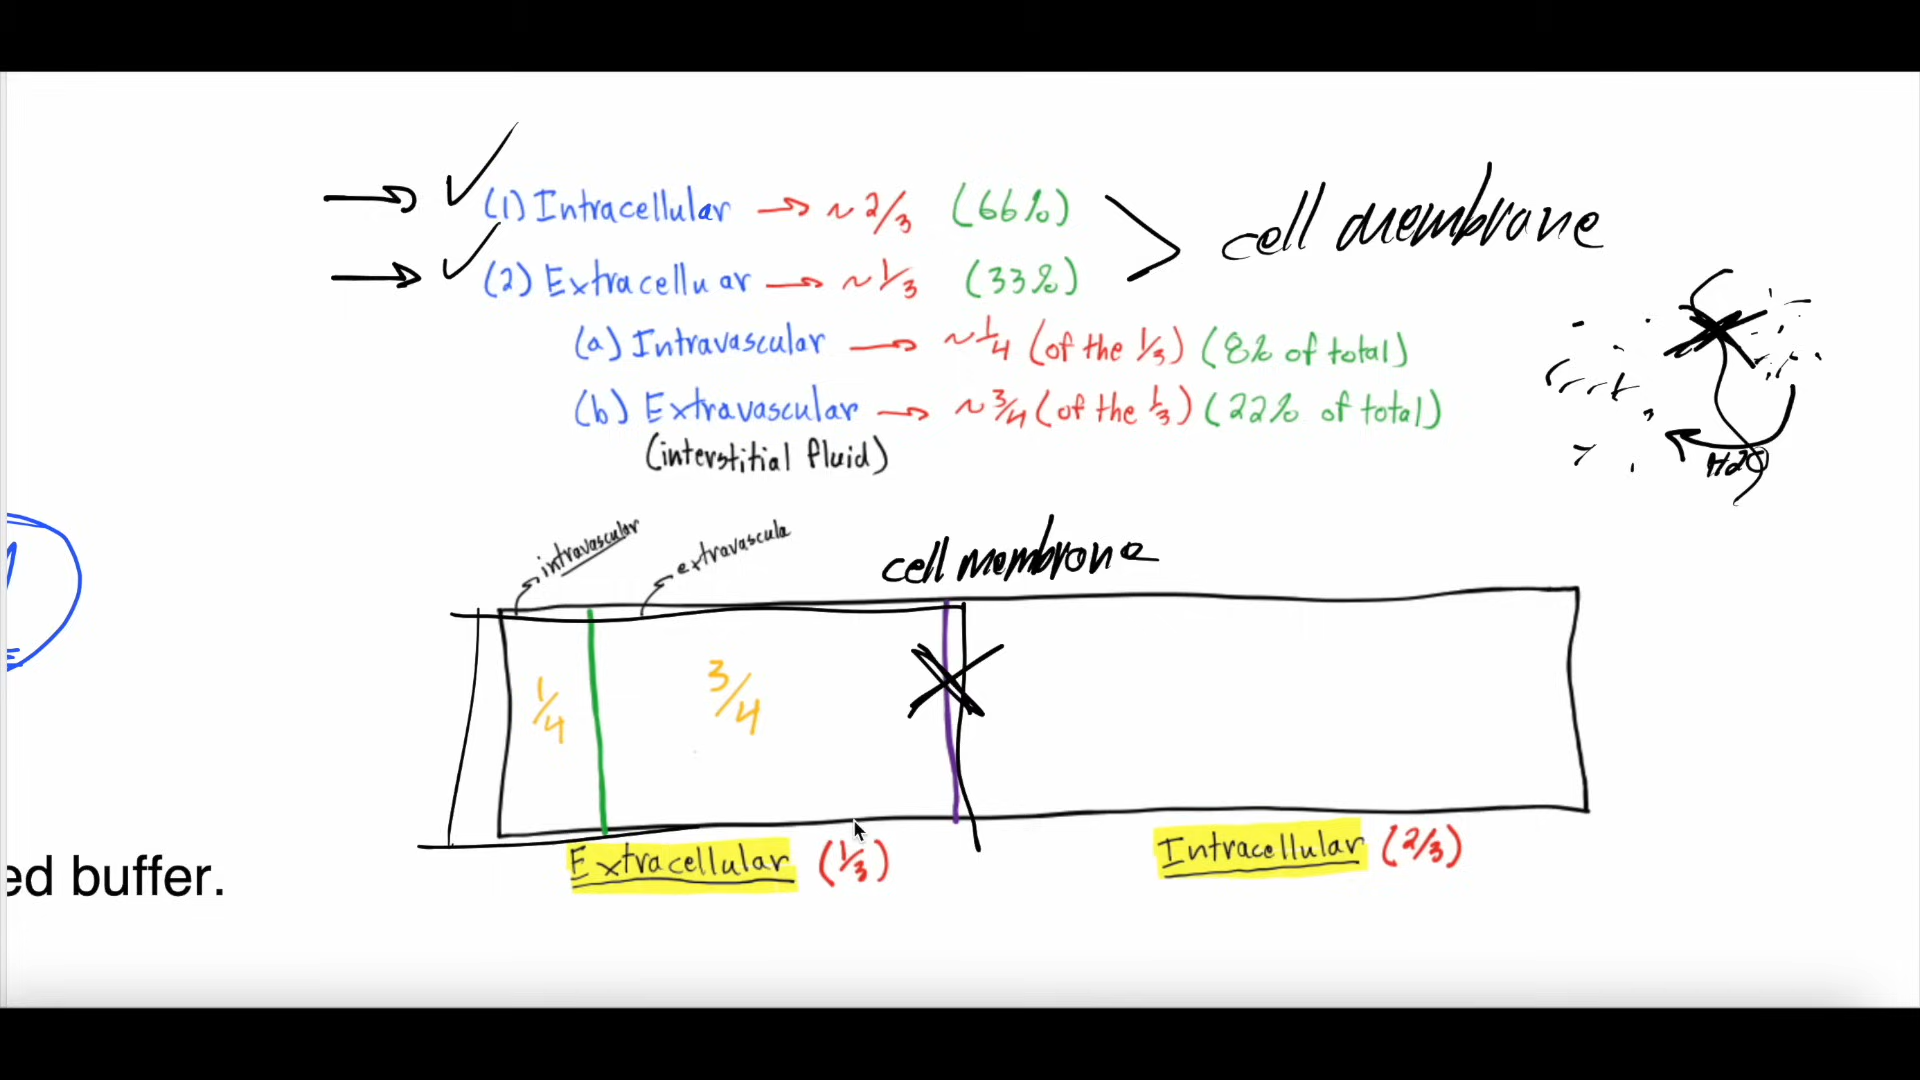 (1) Intracellular → ~ 2/3 (66%)
(2) Extracellular → ~ 1/3 (33%)
cell membrane
(a) Intravascular → ~ 1/4 (of the 1/3) (8% of total)
(b) Extravascular → ~ 3/4 (of the 1/3) (22% of total)
(interstitial fluid)
H2O
intravascular
extravascula
cell membrane
1/4
3/4
Extracellular (1/3)
Intracellular (2/3)
ed buffer.